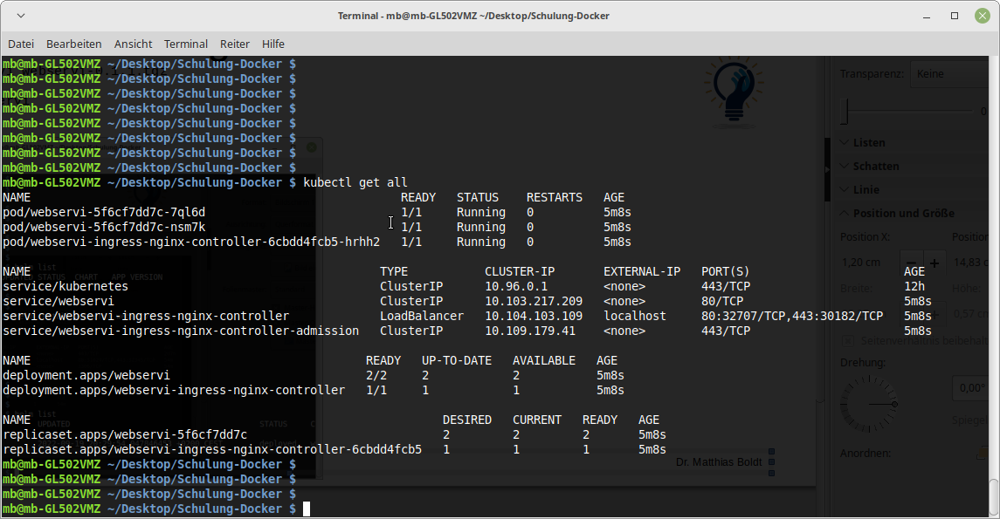 Terminal - mb@mb-GL502VMZ ~/Desktop/Schulung-Docker
Datei Bearbeiten Ansicht Terminal Reiter Hilfe
mb@mb-GL502VMZ ~/Desktop/Schulung-Docker $
mb@mb-GL502VMZ ~/Desktop/Schulung-Docker $
mb@mb-GL502VMZ ~/Desktop/Schulung-Docker $
mb@mb-GL502VMZ ~/Desktop/Schulung-Docker $
mb@mb-GL502VMZ ~/Desktop/Schulung-Docker $
mb@mb-GL502VMZ ~/Desktop/Schulung-Docker $
mb@mb-GL502VMZ ~/Desktop/Schulung-Docker $
mb@mb-GL502VMZ ~/Desktop/Schulung-Docker $
mb@mb-GL502VMZ ~/Desktop/Schulung-Docker $ kubectl get all
NAME READY STATUS RESTARTS AGE
pod/webservi-5f6cf7dd7c-7ql6d 1/1 Running 0 5m8s
pod/webservi-5f6cf7dd7c-nsm7k 1/1 Running 0 5m8s
pod/webservi-ingress-nginx-controller-6cbdd4fcb5-hrhh2 1/1 Running 0 5m8s
NAME TYPE CLUSTER-IP EXTERNAL-IP PORT(S) AGE
service/kubernetes ClusterIP 10.96.0.1 <none> 443/TCP 12h
service/webservi ClusterIP 10.103.217.209 <none> 80/TCP 5m8s
service/webservi-ingress-nginx-controller LoadBalancer 10.104.103.109 localhost 80:32707/TCP,443:30182/TCP 5m8s
service/webservi-ingress-nginx-controller-admission ClusterIP 10.109.179.41 <none> 443/TCP 5m8s
NAME READY UP-TO-DATE AVAILABLE AGE
deployment.apps/webservi 2/2 2 2 5m8s
deployment.apps/webservi-ingress-nginx-controller 1/1 1 1 5m8s
NAME DESIRED CURRENT READY AGE
replicaset.apps/webservi-5f6cf7dd7c 2 2 2 5m8s
replicaset.apps/webservi-ingress-nginx-controller-6cbdd4fcb5 1 1 1 5m8s
mb@mb-GL502VMZ ~/Desktop/Schulung-Docker $
mb@mb-GL502VMZ ~/Desktop/Schulung-Docker $
mb@mb-GL502VMZ ~/Desktop/Schulung-Docker $
mb@mb-GL502VMZ ~/Desktop/Schulung-Docker $
Transparenz: Keine
0
Listen
Schatten
Linie
Position und Größe
Position X: Position
1,20 cm 14,83 c
Breite: Höhe:
0,57 c
Seitenverhältnis beibehalt
Drehung:
0,00°
Spiegel
Anordnen:
Dr. Matthias Boldt